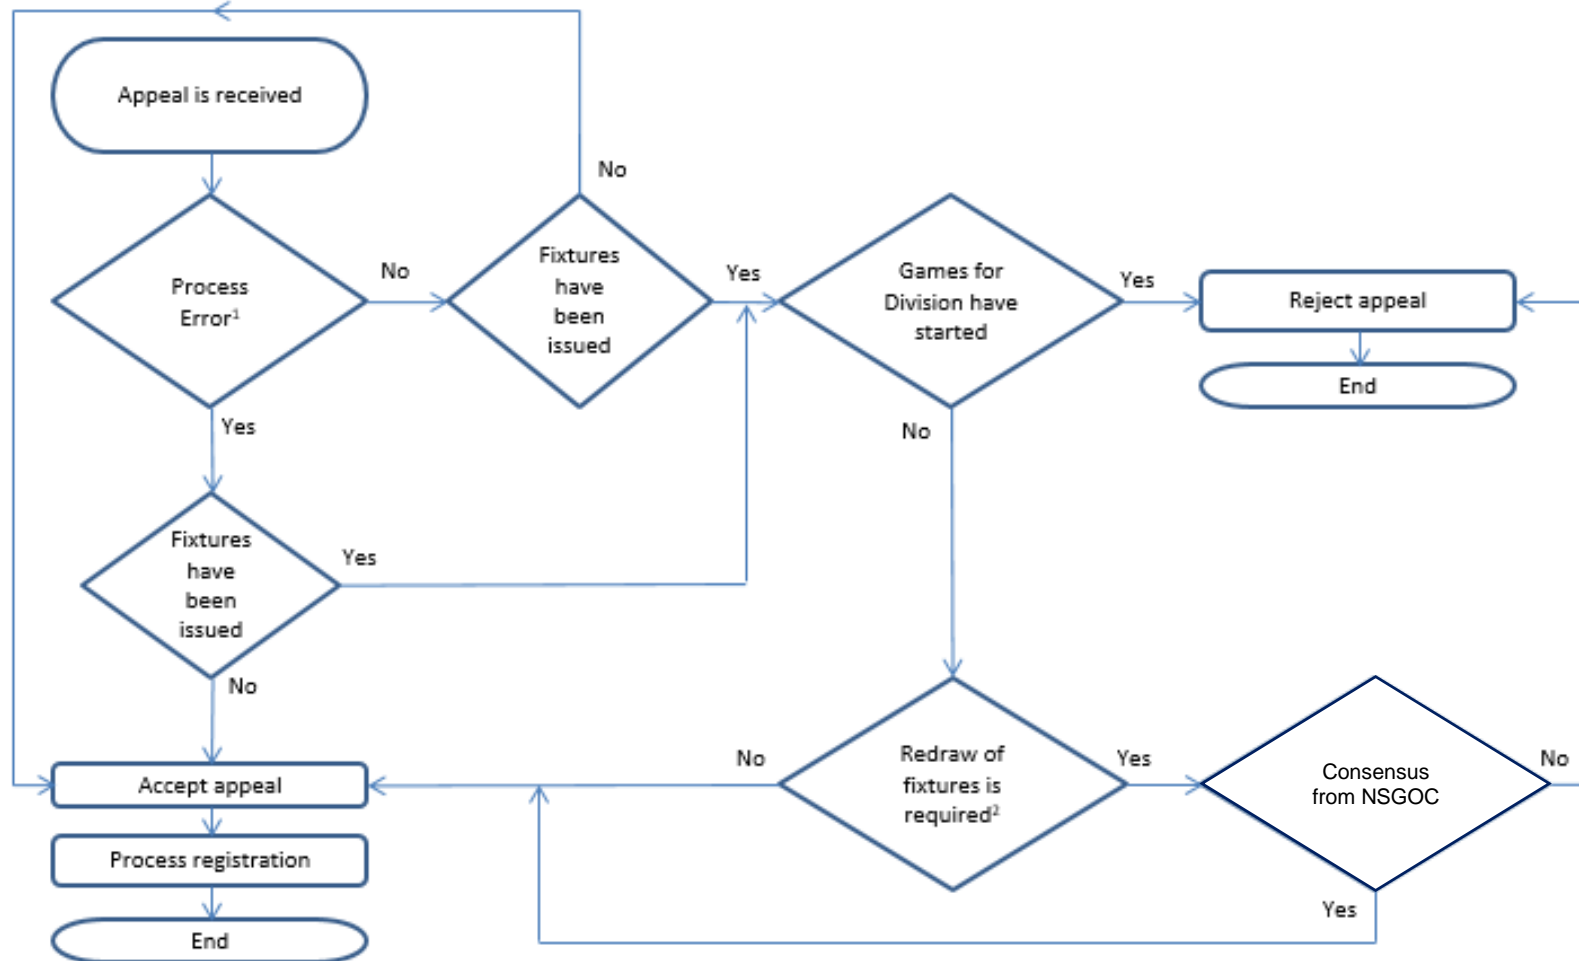 Appeal is received
No
Process
Error¹
No
Fixtures
have
been
issued
Yes
Games for
Division have
started
Yes
Reject appeal
End
Yes
No
Fixtures
have
been
issued
Yes
No
Accept appeal
No
Redraw of
fixtures is
required²
Yes
Consensus
from NSGOC
No
Process registration
Yes
End